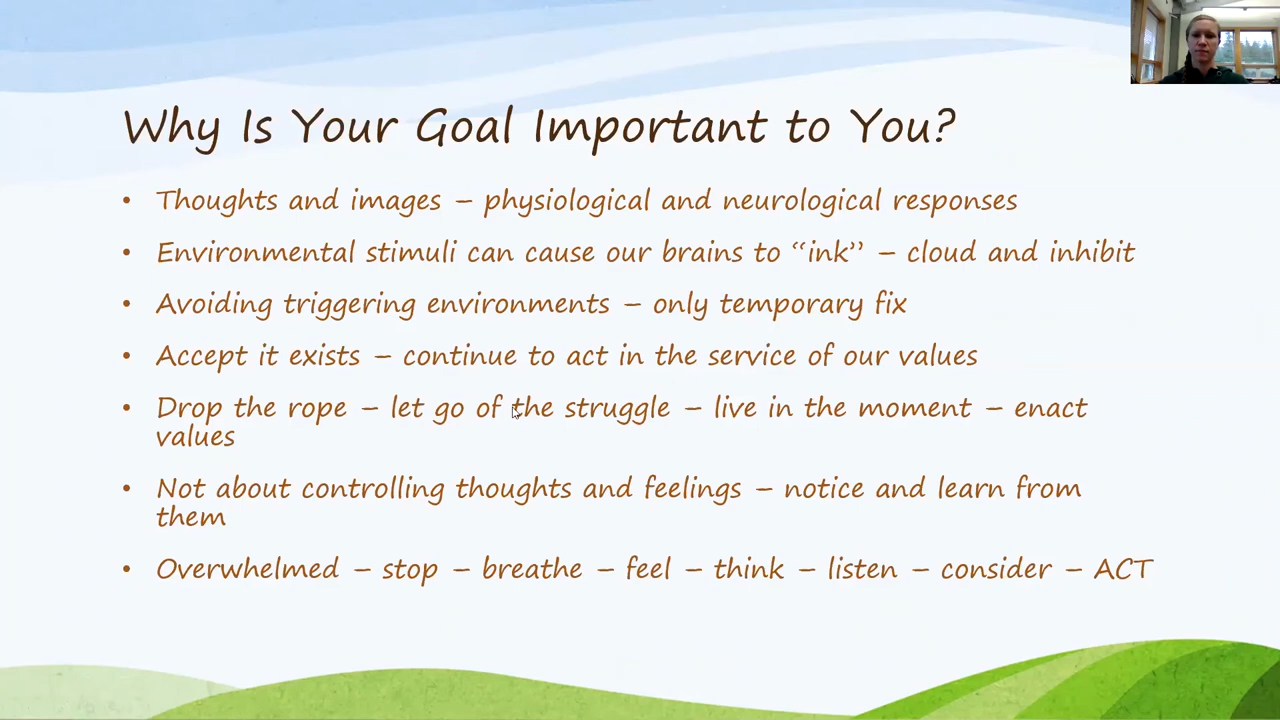 Why Is Your Goal Important to You?
• Thoughts and images – physiological and neurological responses
• Environmental stimuli can cause our brains to “ink” – cloud and inhibit
• Avoiding triggering environments – only temporary fix
• Accept it exists – continue to act in the service of our values
• Drop the rope – let go of the struggle – live in the moment – enact
values
• Not about controlling thoughts and feelings – notice and learn from
them
• Overwhelmed – stop – breathe – feel – think – listen – consider – ACT